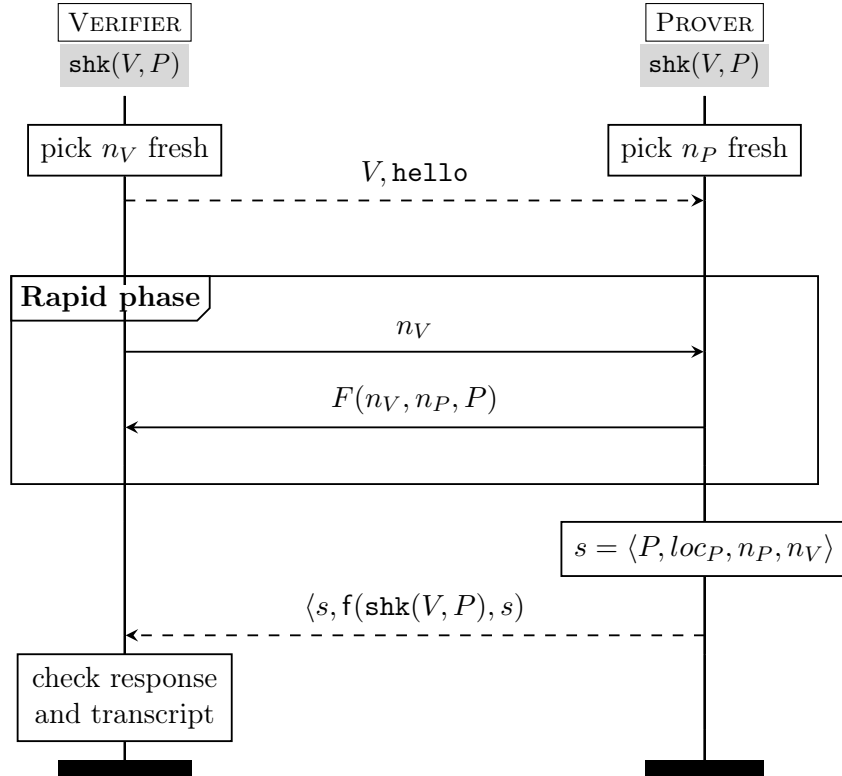 VERIFIER
PROVER
shk(V, P)
shk(V, P)
pick n_V fresh
pick n_P fresh
V, hello
Rapid phase
n_V
F(n_V, n_P, P)
s = ⟨P, loc_P, n_P, n_V⟩
⟨s, f(shk(V, P), s)
check response
and transcript